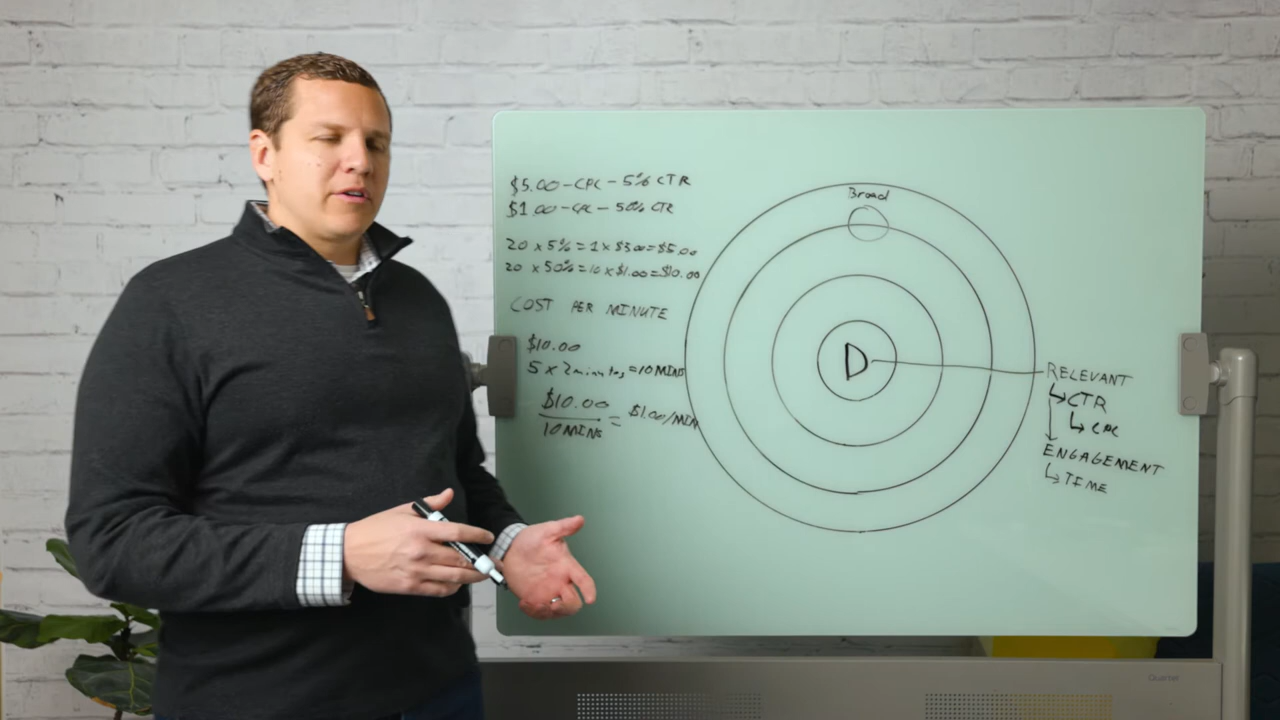 $5.00-CPC-5% CTR
$1.00-CPC-50% CTR
20 x 5% = 1 x $5.00 = $5.00
20 x 50% = 10 x $1.00 = $10.00
COST PER MINUTE
$10.00
5 x 2 minutes = 10 MINS
$10.00
10 MINS
= $1.00/MIN
Broad
D
RELEVANT
CTR
CPC
ENGAGEMENT
TIME
Quarter